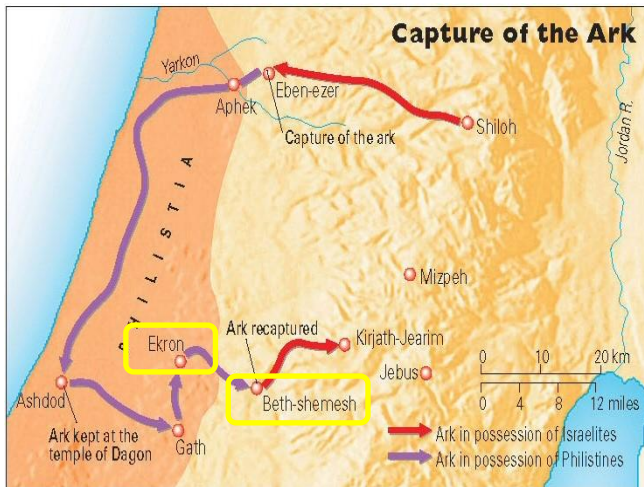 Capture of the Ark
Yarkon
Aphek
Eben-ezer
Capture of the ark
Shiloh
Jordan R.
PHILISTIA
Mizpeh
Ekron
Ark recaptured
Kirjath-Jearim
Jebus
Beth-shemesh
Ashdod
Ark kept at the
temple of Dagon
Gath
0 10 20 km
0 4 8 12 miles
Ark in possession of Israelites
Ark in possession of Philistines